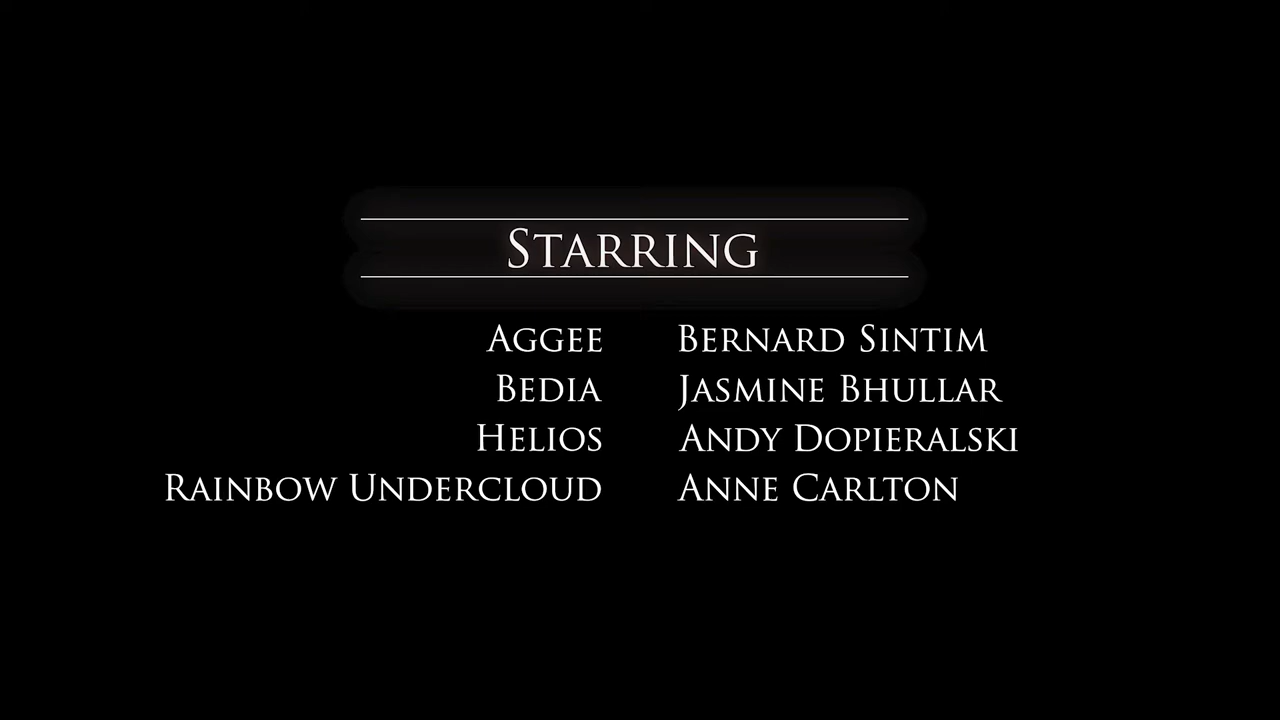 Starring
Aggee Bernard Sintim
Bedia Jasmine Bhullar
Helios Andy Dopieralski
Rainbow Undercloud Anne Carlton